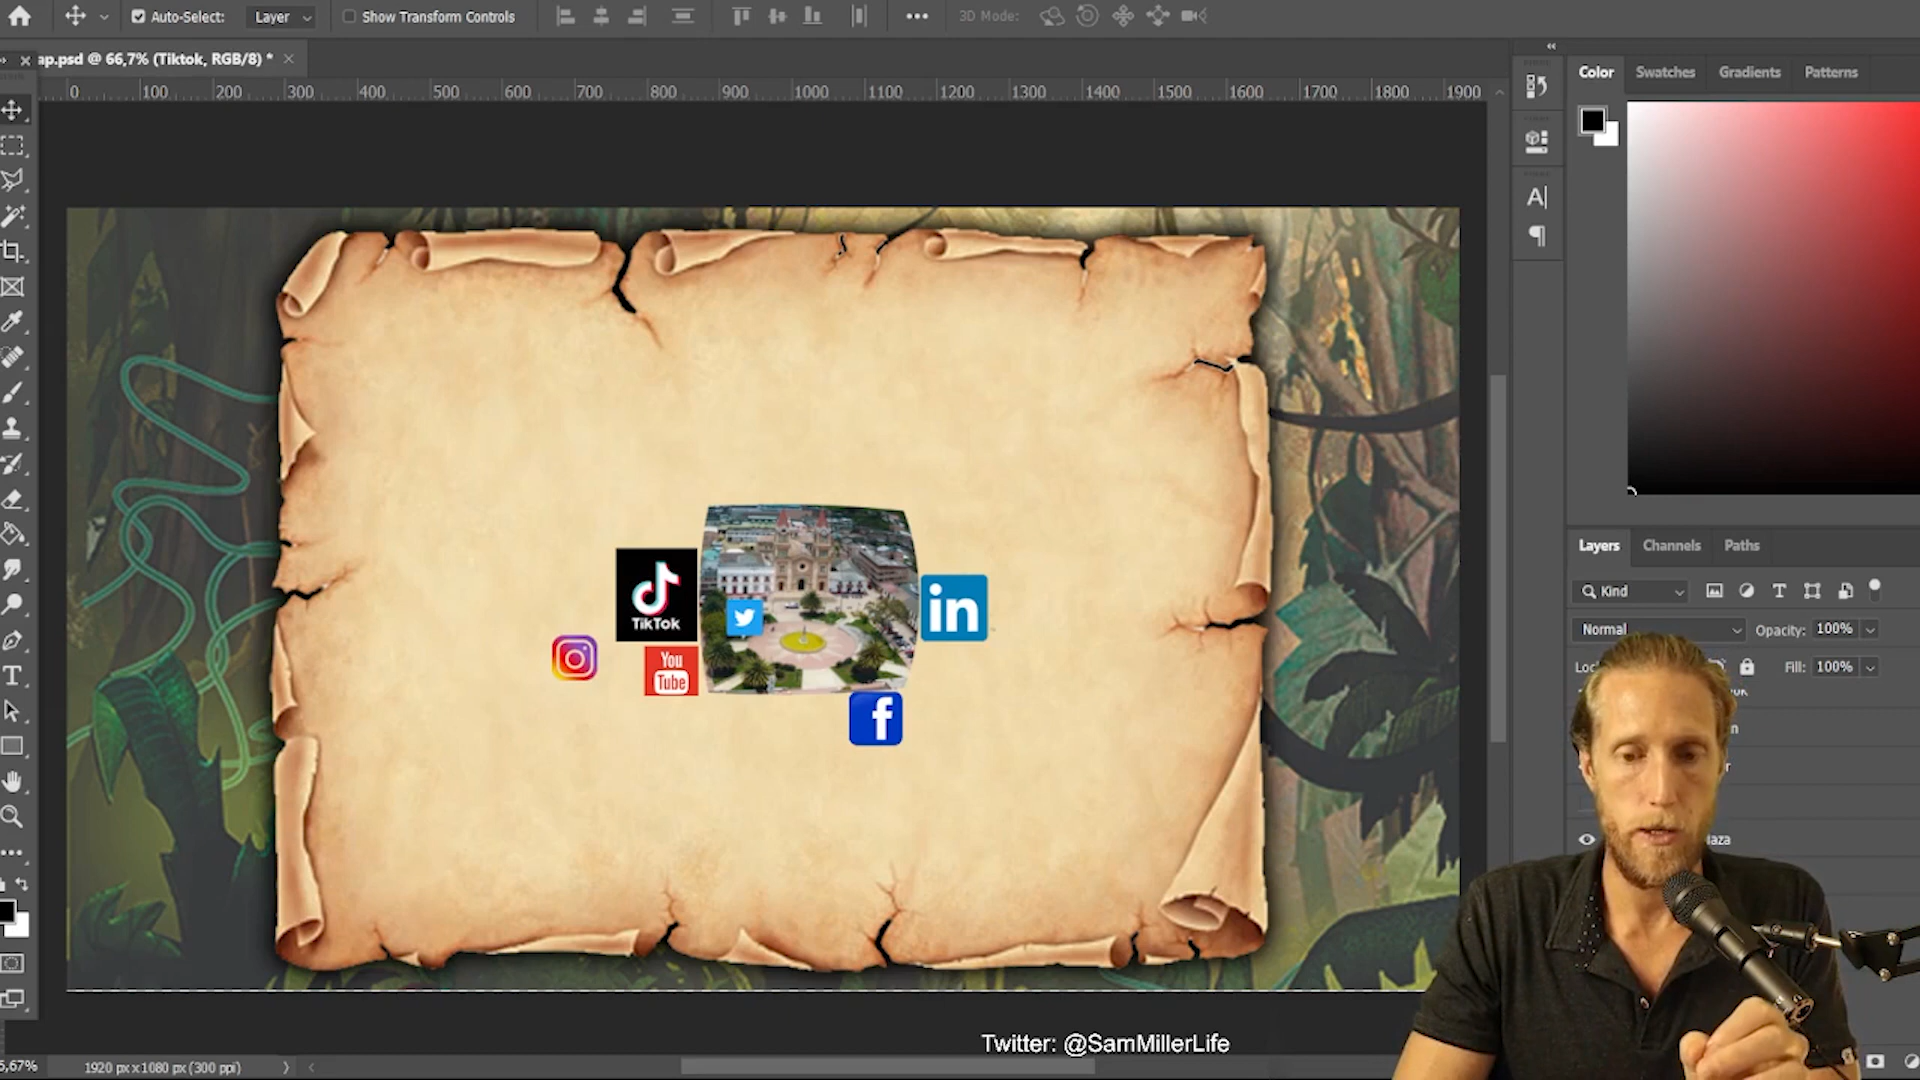 Auto-Select: Layer Show Transform Controls 3D Mode:
ap.psd @ 66,7% (Tiktok, RGB/8) *
0 100 200 300 400 500 600 700 800 900 1000 1100 1200 1300 1400 1500 1600 1700 1800 1900
Color Swatches Gradients Patterns
Layers Channels Paths
Kind
Normal Opacity: 100%
Fill: 100%
TikTok
in
You
Tube
f
Twitter: @SamMillerLife
1920 px x 1080 px (300 ppi)